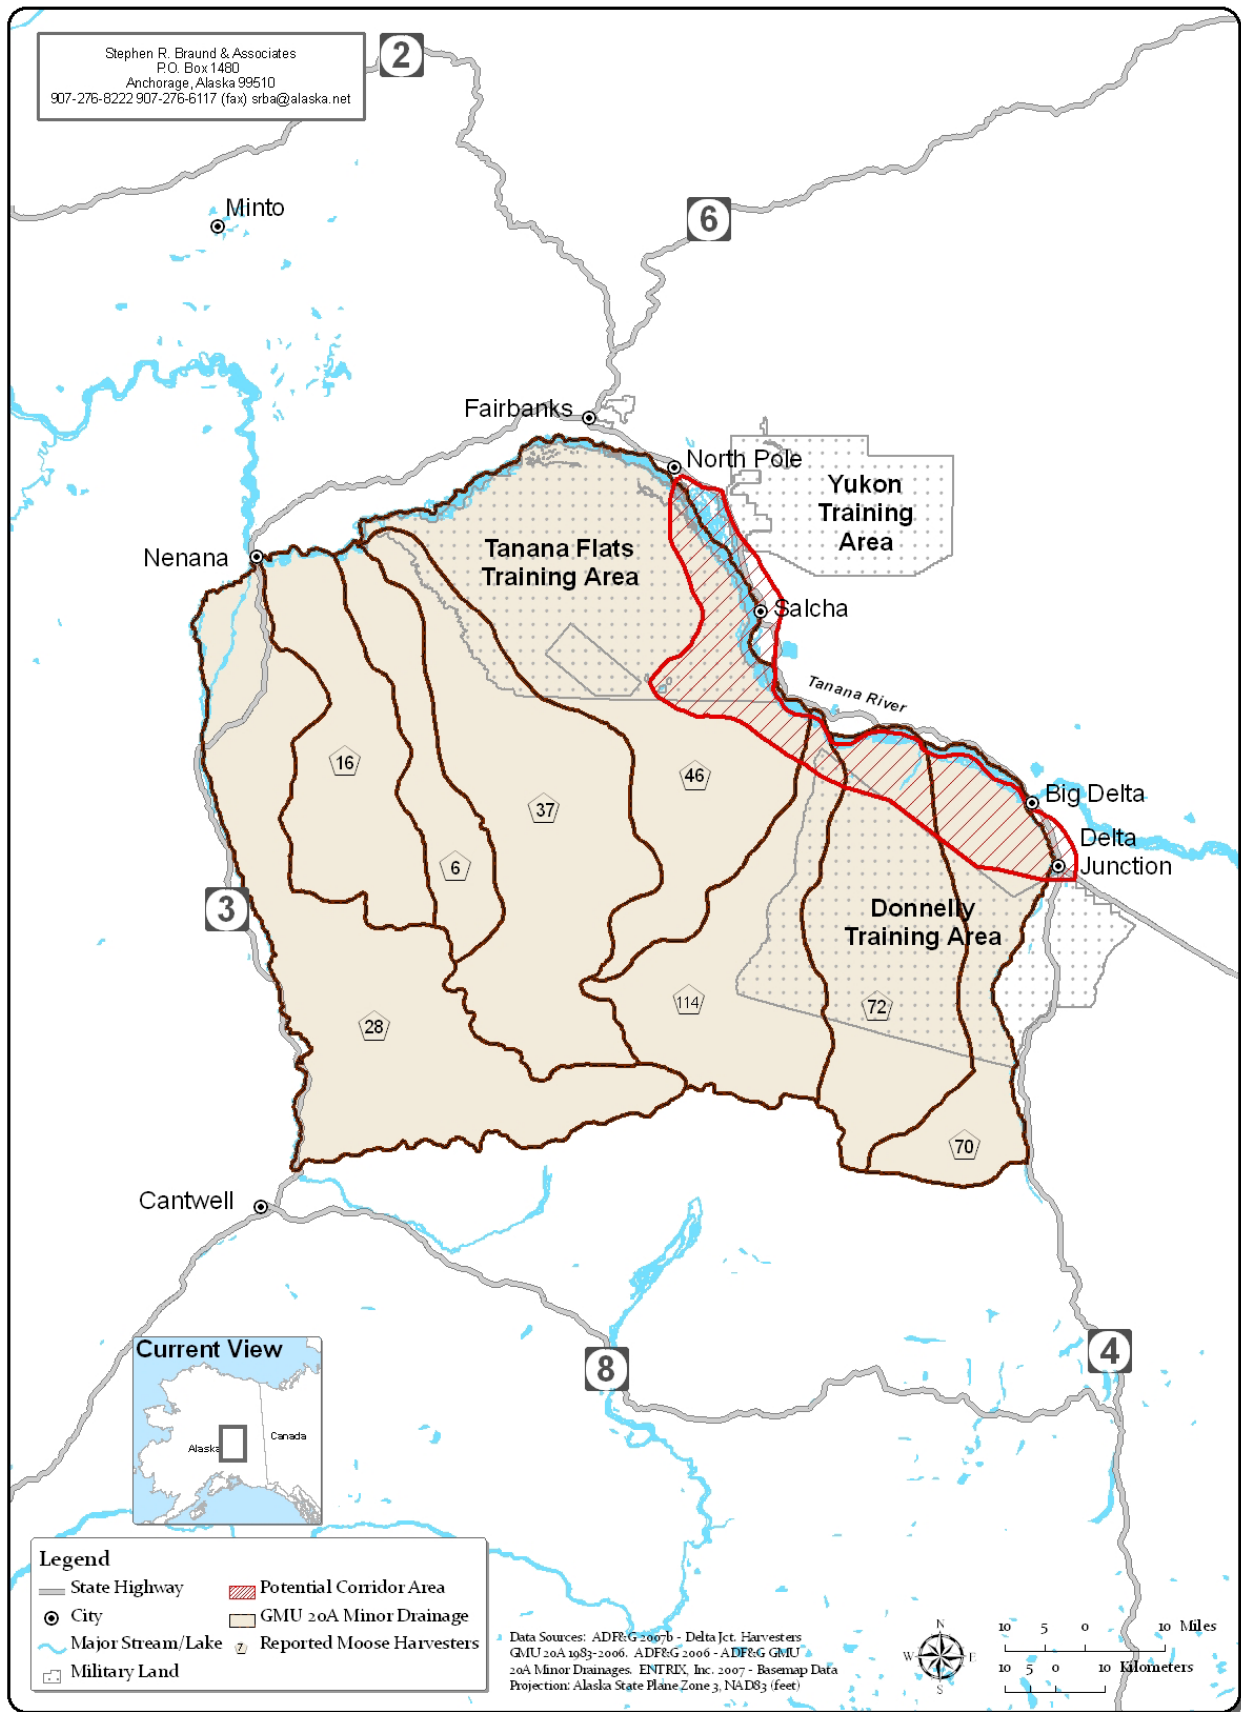 Stephen R. Braund & Associates
P.O. Box 1480
Anchorage, Alaska 99510
907-276-8222 907-276-6117 (fax) srba@alaska.net
2
Minto
6
Fairbanks
North Pole
Yukon
Training
Area
Nenana
Tanana Flats
Training Area
Salcha
Tanana River
16
46
37
Big Delta
Delta
Junction
6
3
Donnelly
Training Area
114
72
28
70
Cantwell
Current View
Alaska
Canada
8
4
Legend
State Highway
City
Major Stream/Lake
Military Land
Potential Corridor Area
GMU 20A Minor Drainage
7
Reported Moose Harvesters
Data Sources: ADF&G 2007b - Delta Jct. Harvesters
GMU 20A 1983-2006. ADF&G 2006 - ADF&G GMU
20A Minor Drainages. ENTRIX, Inc. 2007 - Basemap Data
Projection: Alaska State Plane Zone 3, NAD83 (feet)
N
W
E
S
10 5 0 10 Miles
10 5 0 10 Kilometers